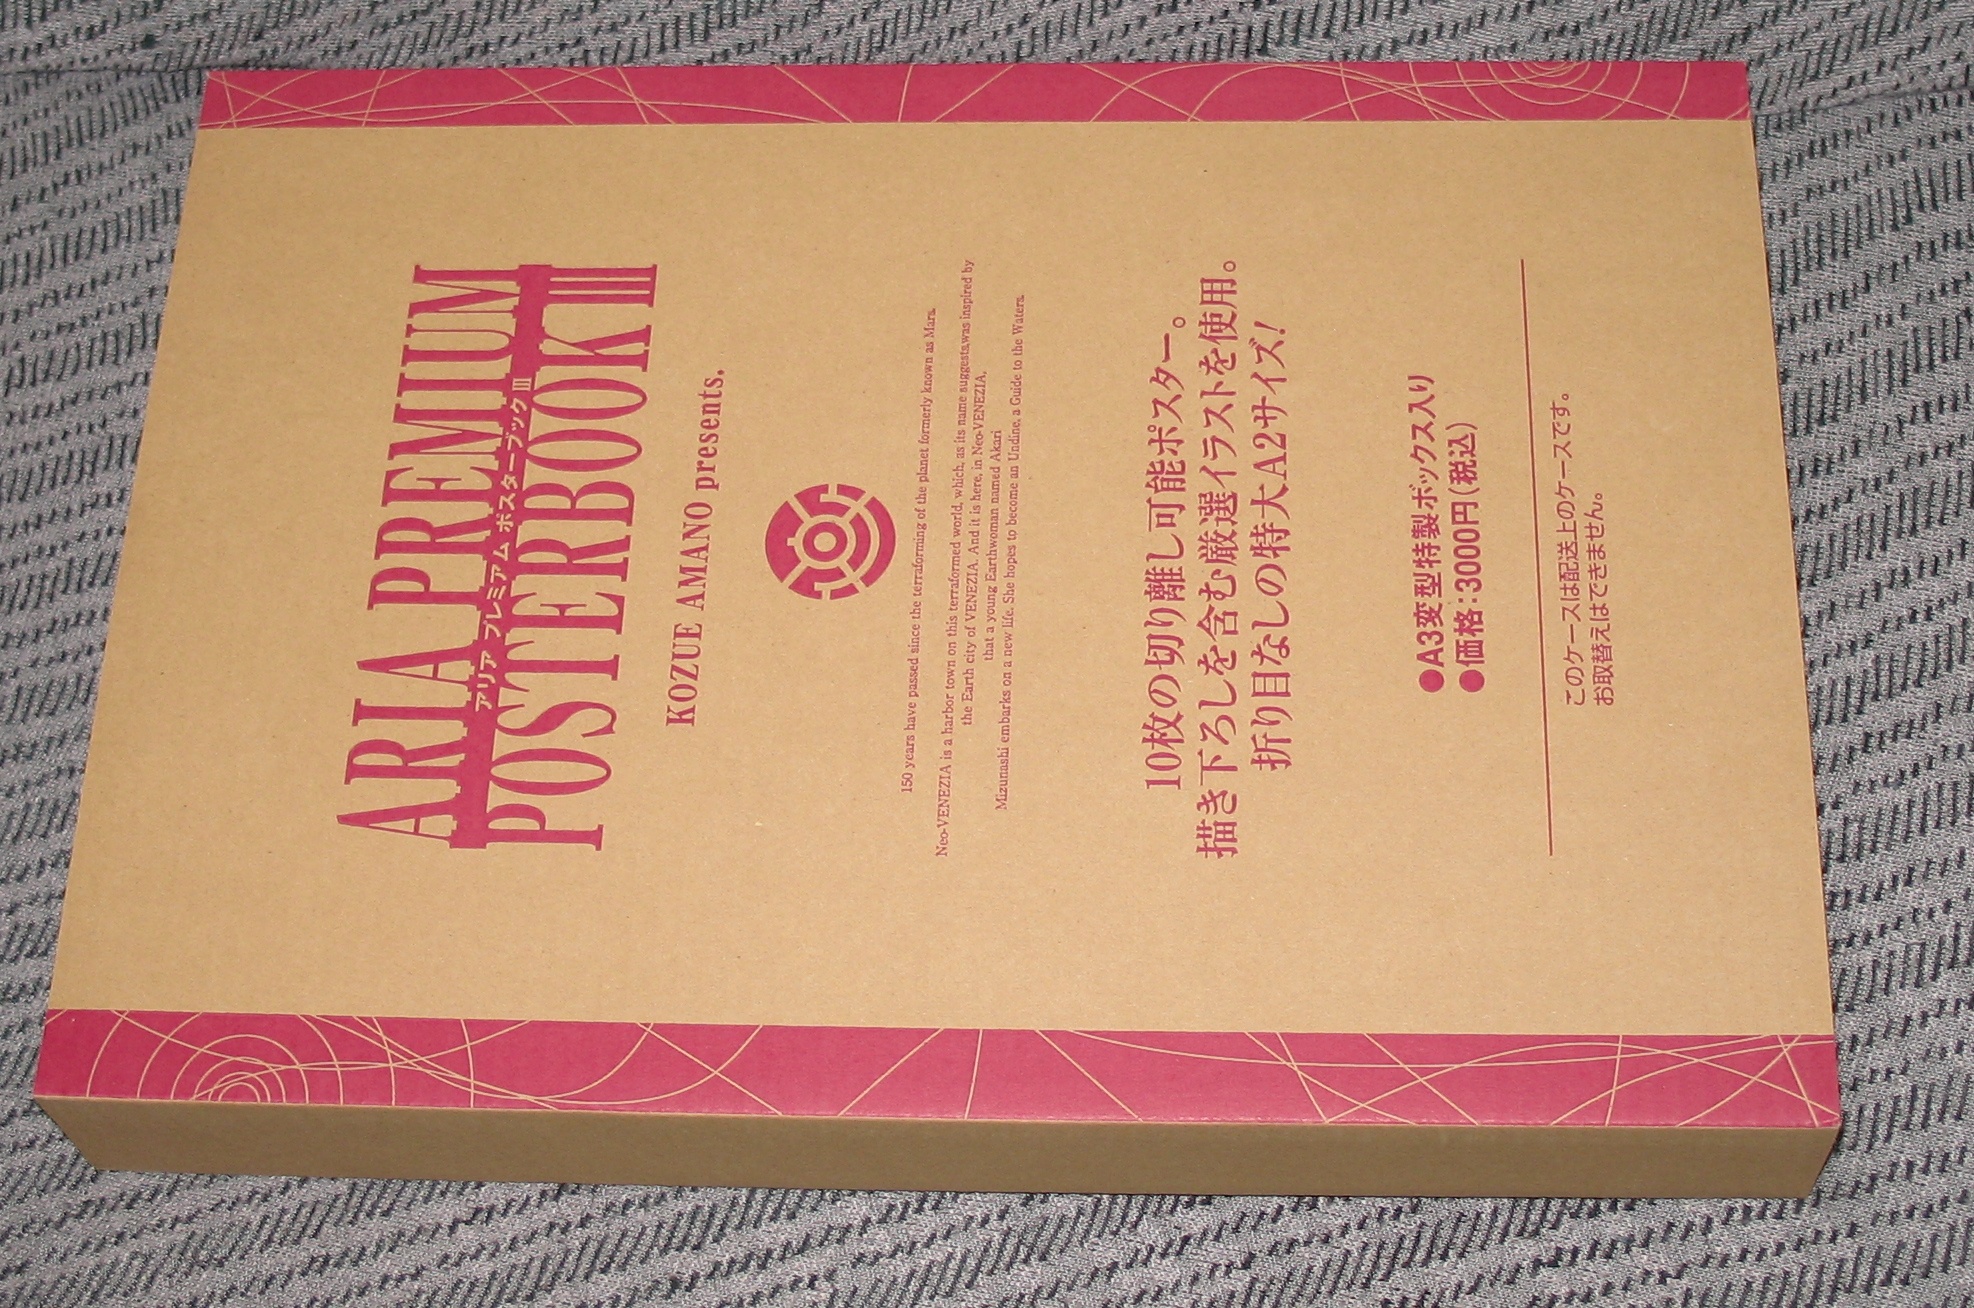 ARIA PREMIUM
アリア プレミアム ポスターブック III
POSTERBOOK III
KOZUE AMANO presents.
150 years have passed since the terraforming of the planet formerly known as Mars.
Neo-VENEZIA is a harbor town on this terraformed world, which, as its name suggests,was inspired by
the Earth city of VENEZIA. And it is here, in Neo-VENEZIA,
that a young Earthwoman named Akari
Mizunashi embarks on a new life. She hopes to become an Undine, a Guide to the Waters.
10枚の切り離し可能ポスター。
描き下ろしを含む厳選イラストを使用。
折り目なしの特大A2サイズ!
●A3変型特製ボックス入り
●価格:3000円(税込)
このケースは配送上のケースです。
お取替えはできません。